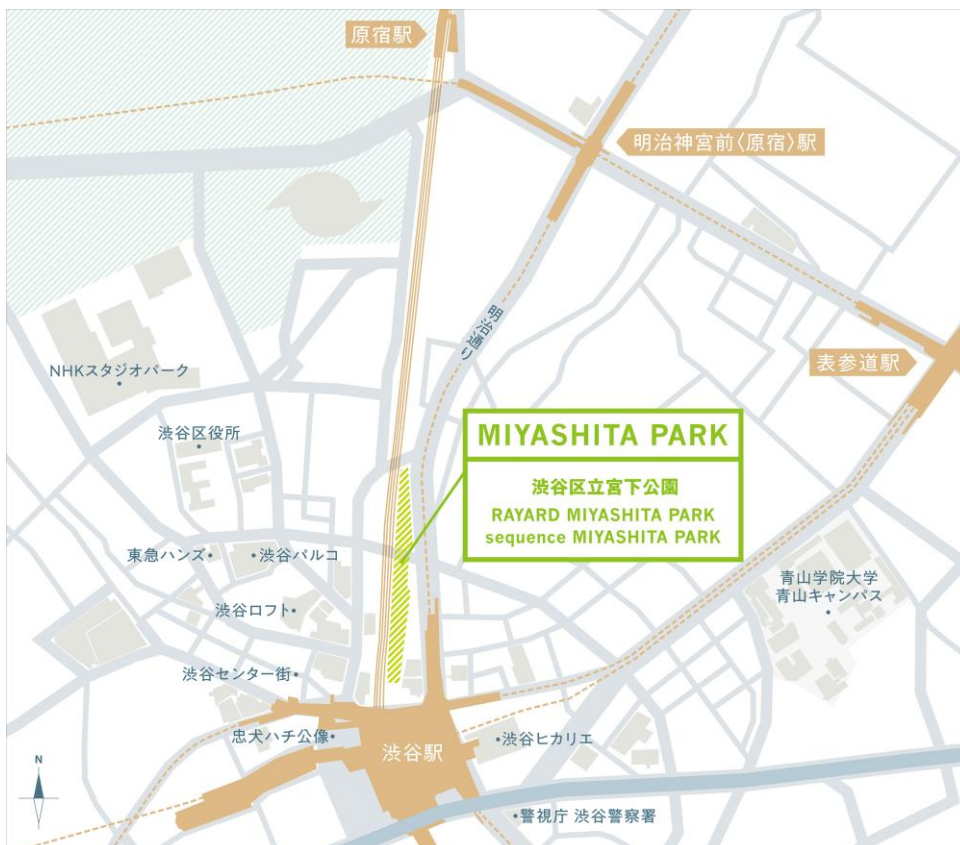 原宿駅
明治神宮前〈原宿〉駅
明治通り
表参道駅
NHKスタジオパーク
MIYASHITA PARK
渋谷区役所
渋谷区立宮下公園
RAYARD MIYASHITA PARK
sequence MIYASHITA PARK
東急ハンズ
渋谷パルコ
青山学院大学
青山キャンパス
渋谷ロフト
渋谷センター街
忠犬ハチ公像
渋谷駅
渋谷ヒカリエ
N
警視庁 渋谷警察署